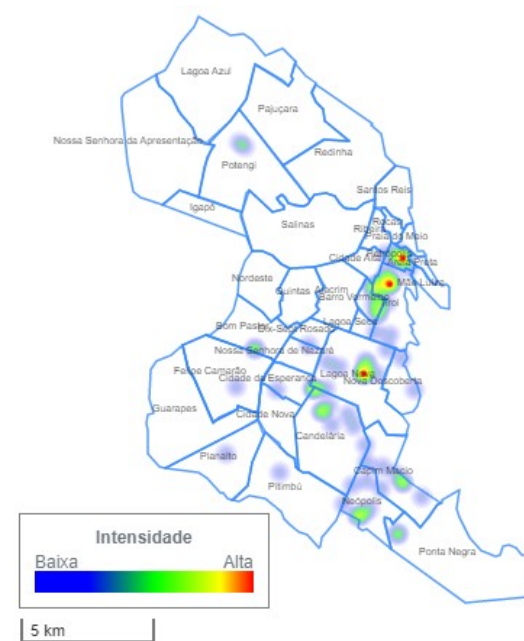 Lagoa Azul
Pajuçara
Nossa Senhora da Apresentação
Redinha
Potengi
Santos Reis
Igapó
Rocas
Salinas
Ribeira
Praia do Meio
Cidade Alta
Areia Preta
Nordeste
Mãe Luiza
Quintas
Alecrim
Barro Vermelho
Tirol
Lagoa Seca
Bom Pastor
Dix-Sept Rosado
Nossa Senhora de Nazaré
Felipe Camarão
Cidade da Esperança
Lagoa Nova
Nova Descoberta
Guarapes
Cidade Nova
Candelária
Planalto
Pitimbú
Capim Macio
Neópolis
Ponta Negra
Intensidade
Baixa Alta
5 km